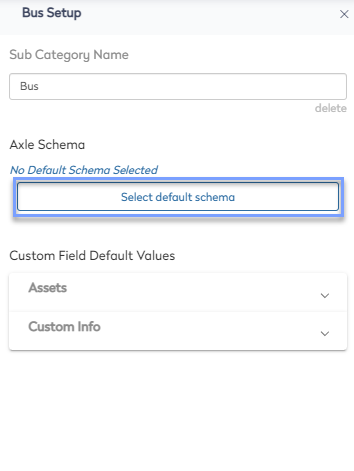 Bus Setup
Sub Category Name
Bus
delete
Axle Schema
No Default Schema Selected
Select default schema
Custom Field Default Values
Assets
Custom Info